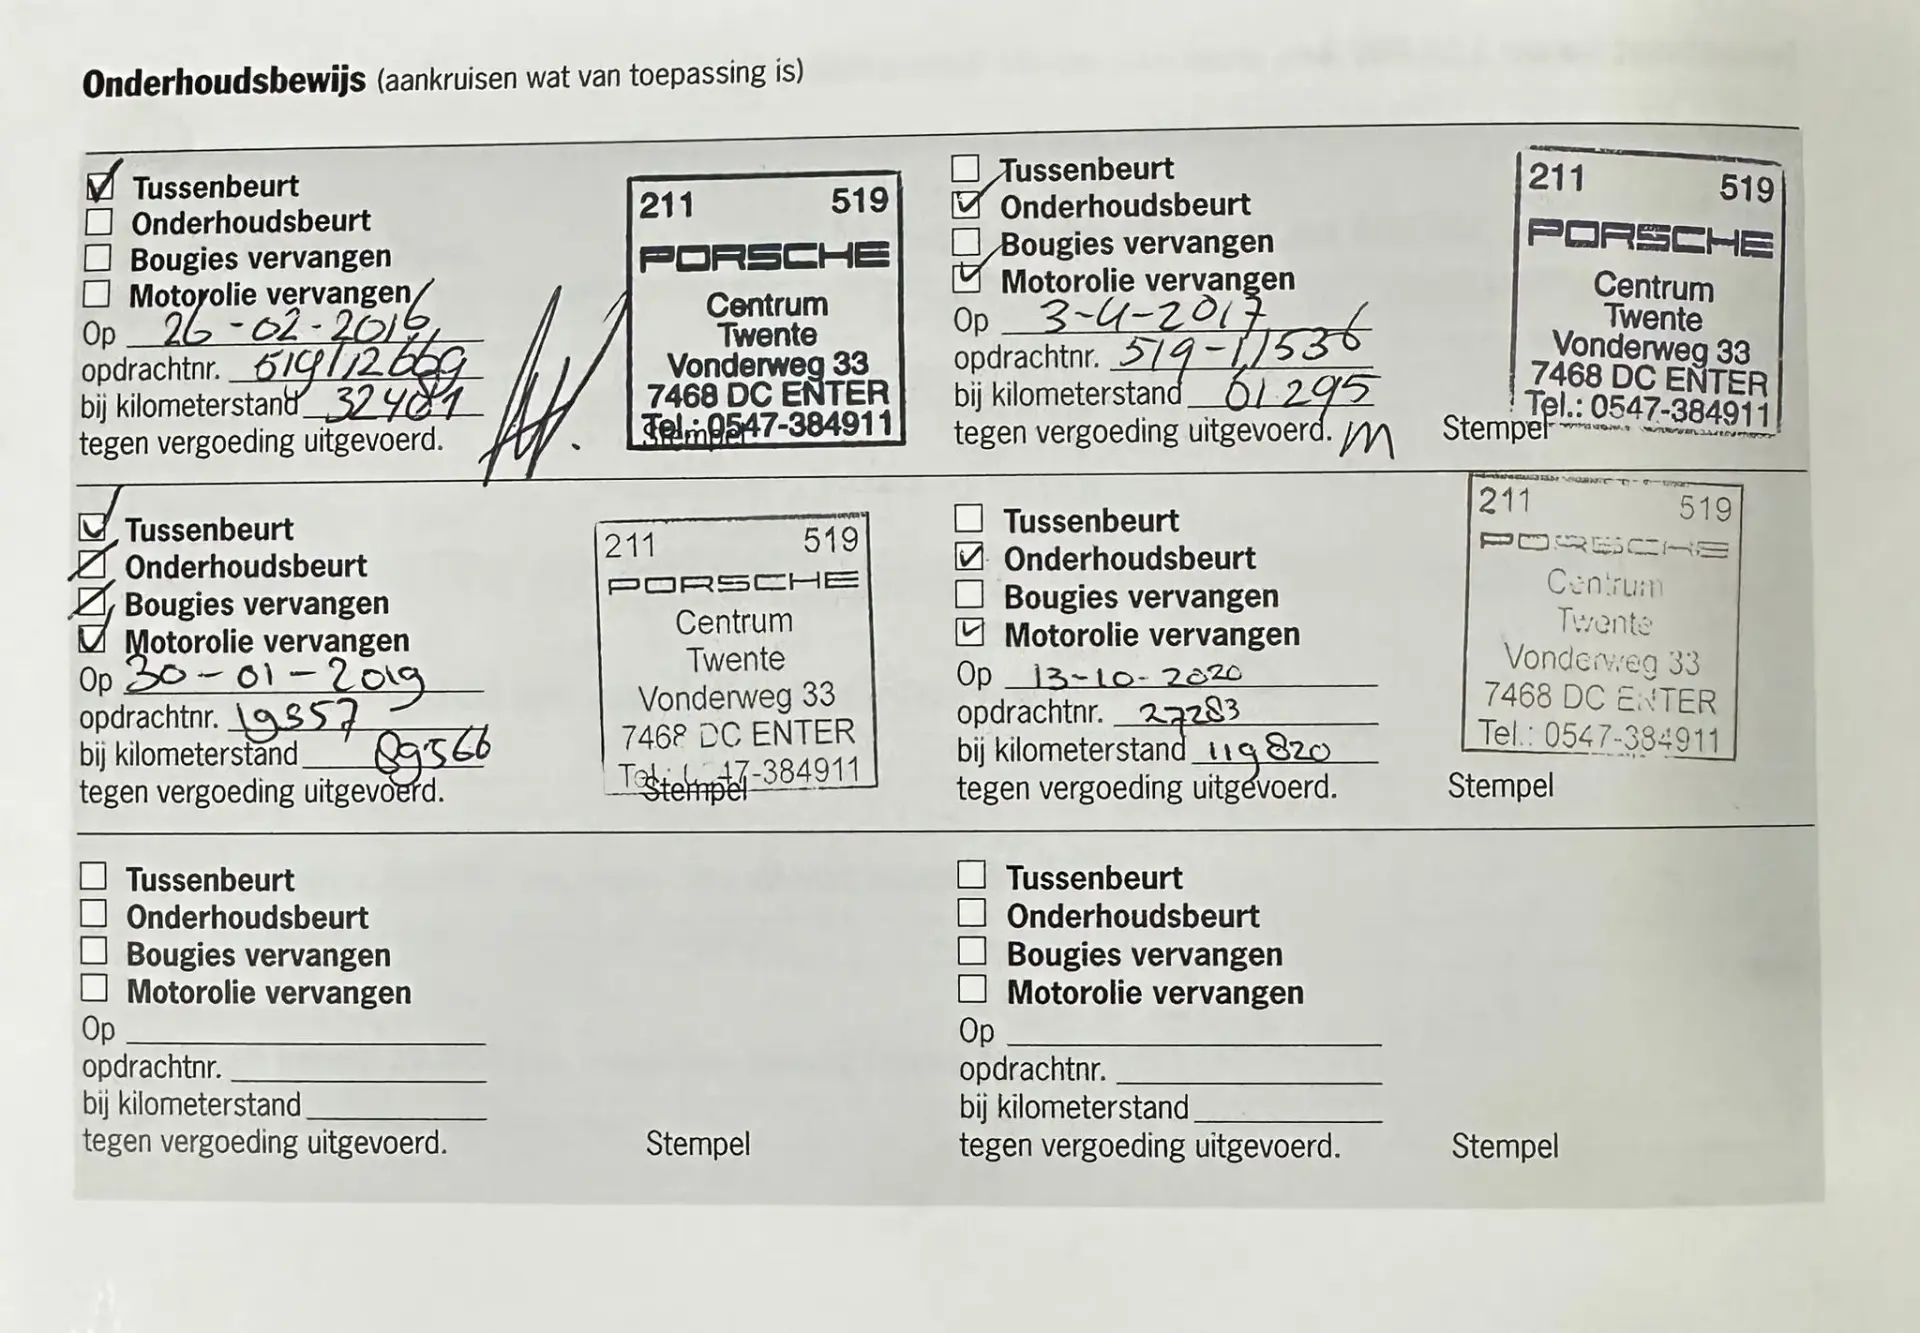 Onderhoudsbewijs (aankruisen wat van toepassing is)
Tussenbeurt
Onderhoudsbeurt
Bougies vervangen
Motorolie vervangen
Op 26-02-2016
opdrachtnr. 519/12669
bij kilometerstand 32481
tegen vergoeding uitgevoerd.
211 519
PORSCHE
Centrum
Twente
Vonderweg 33
7468 DC ENTER
Tel.: 0547-384911
Stempel
Tussenbeurt
Onderhoudsbeurt
Bougies vervangen
Motorolie vervangen
Op 3-4-2017
opdrachtnr. 519-11536
bij kilometerstand 61295
tegen vergoeding uitgevoerd.
211 519
PORSCHE
Centrum
Twente
Vonderweg 33
7468 DC ENTER
Tel.: 0547-384911
Stempel
Tussenbeurt
Onderhoudsbeurt
Bougies vervangen
Motorolie vervangen
Op 30-01-2019
opdrachtnr. 19357
bij kilometerstand 89566
tegen vergoeding uitgevoerd.
211 519
PORSCHE
Centrum
Twente
Vonderweg 33
7468 DC ENTER
Tel.: 0547-384911
Stempel
Tussenbeurt
Onderhoudsbeurt
Bougies vervangen
Motorolie vervangen
Op 13-10-2020
opdrachtnr. 27283
bij kilometerstand 119820
tegen vergoeding uitgevoerd.
211 519
PORSCHE
Centrum
Twente
Vonderweg 33
7468 DC ENTER
Tel.: 0547-384911
Stempel
Tussenbeurt
Onderhoudsbeurt
Bougies vervangen
Motorolie vervangen
Op
opdrachtnr.
bij kilometerstand
tegen vergoeding uitgevoerd.
Stempel
Tussenbeurt
Onderhoudsbeurt
Bougies vervangen
Motorolie vervangen
Op
opdrachtnr.
bij kilometerstand
tegen vergoeding uitgevoerd.
Stempel